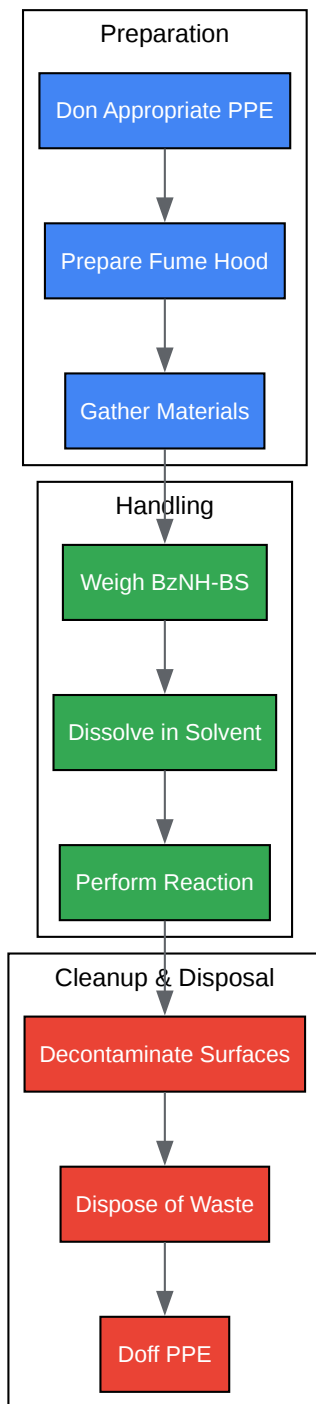 Preparation
Don Appropriate PPE
Prepare Fume Hood
Gather Materials
Handling
Weigh BzNH-BS
Dissolve in Solvent
Perform Reaction
Cleanup & Disposal
Decontaminate Surfaces
Dispose of Waste
Doff PPE